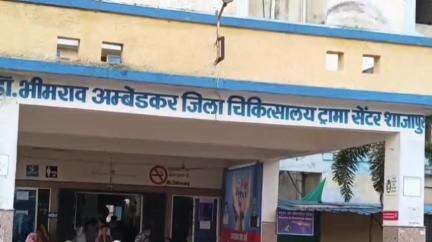 डॉ. भीमराव अम्बेडकर जिला चिकित्सालय ट्रामा सेंटर शाजापु